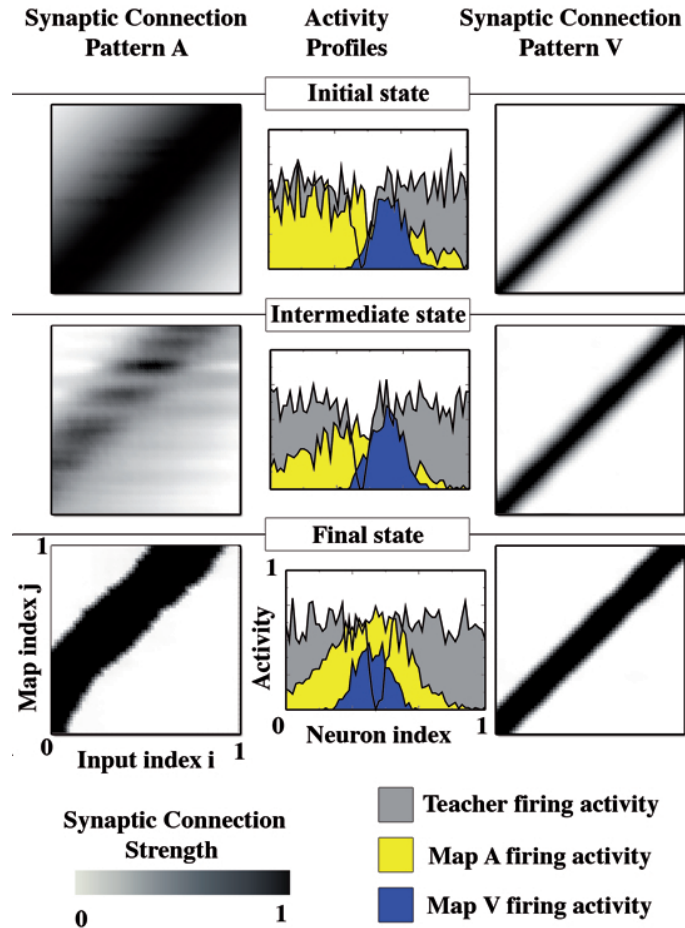 Synaptic Connection
Pattern A
Activity
Profiles
Synaptic Connection
Pattern V
Initial state
Intermediate state
Final state
1
Map index j
0
Input index i
1
1
Activity
0
Neuron index
1
Synaptic Connection
Strength
0
1
Teacher firing activity
Map A firing activity
Map V firing activity